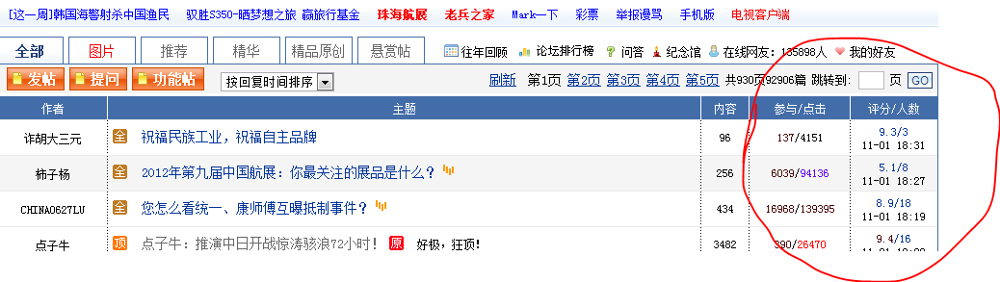 [这一周]韩国海警射杀中国渔民 驭胜S350-晒梦想之旅 赢旅行基金 珠海航展 老兵之家 Mark一下 彩票 举报谩骂 手机版 电视客户端
全部 图片 推荐 精华 精品原创 悬赏帖 往年回顾 论坛排行榜 问答 纪念馆 在线网友：135898人 我的好友
发帖 提问 功能帖 按回复时间排序 刷新 第1页 第2页 第3页 第4页 第5页 共930页92906篇 跳转到: 页 GO
作者 主题 内容 参与/点击 评分/人数
诈胡大三元 全 祝福民族工业，祝福自主品牌 96 137/4151 9.3/3
11-01 18:31
柿子杨 全 2012年第九届中国航展：你最关注的展品是什么？ 256 6039/94136 5.1/8
11-01 18:27
CHINA0627LU 全 您怎么看统一、康师傅互曝抵制事件？ 434 16968/139395 8.9/18
11-01 18:19
点子牛 顶 点子牛：推演中日开战惊涛骇浪72小时！ 原 好极，狂顶！ 3482 390/26470 9.4/16